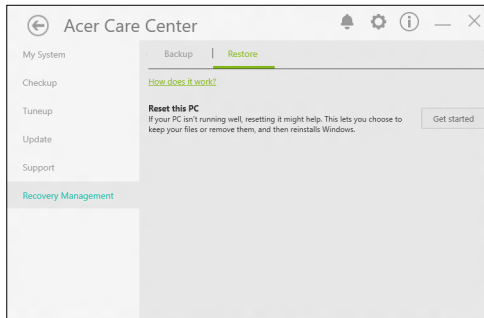 Acer Care Center
My System
Checkup
Tuneup
Update
Support
Recovery Management
Backup
Restore
How does it work?
Reset this PC
If your PC isn't running well, resetting it might help. This lets you choose to
keep your files or remove them, and then reinstalls Windows.
Get started